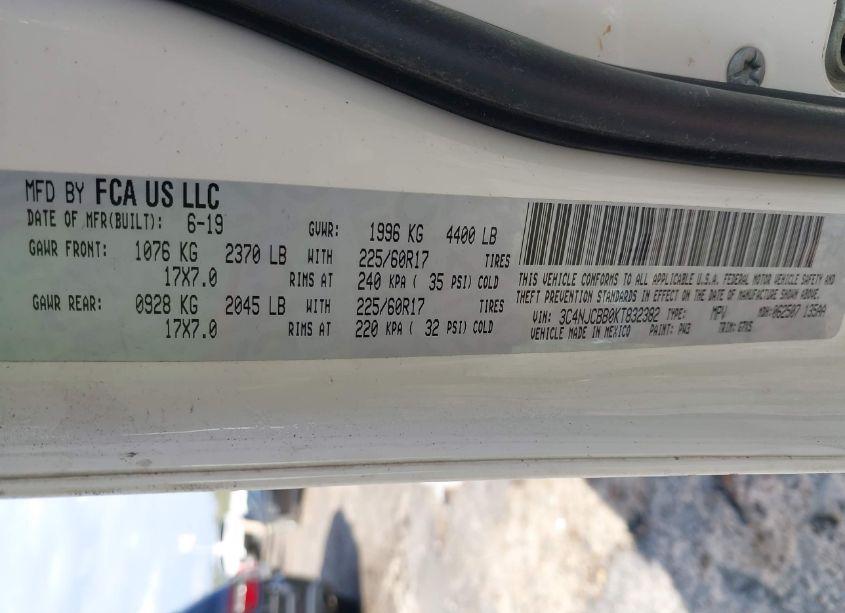 MFD BY FCA US LLC
DATE OF MFR(BUILT): 6-19 GVWR: 1996 KG 4400 LB
GAWR FRONT: 1076 KG 2370 LB WITH 225/60R17 TIRES
17X7.0 RIMS AT 240 KPA ( 35 PSI) COLD
GAWR REAR: 0928 KG 2045 LB WITH 225/60R17 TIRES
17X7.0 RIMS AT 220 KPA ( 32 PSI) COLD
THIS VEHICLE CONFORMS TO ALL APPLICABLE U.S.A. FEDERAL MOTOR VEHICLE SAFETY AND
THEFT PREVENTION STANDARDS IN EFFECT ON THE DATE OF MANUFACTURE SHOWN ABOVE.
VIN: 3C4NJCBB0KT832382 TYPE: MPV MDH: 062507 135AA
VEHICLE MADE IN MEXICO PAINT: PW3 TRIM: